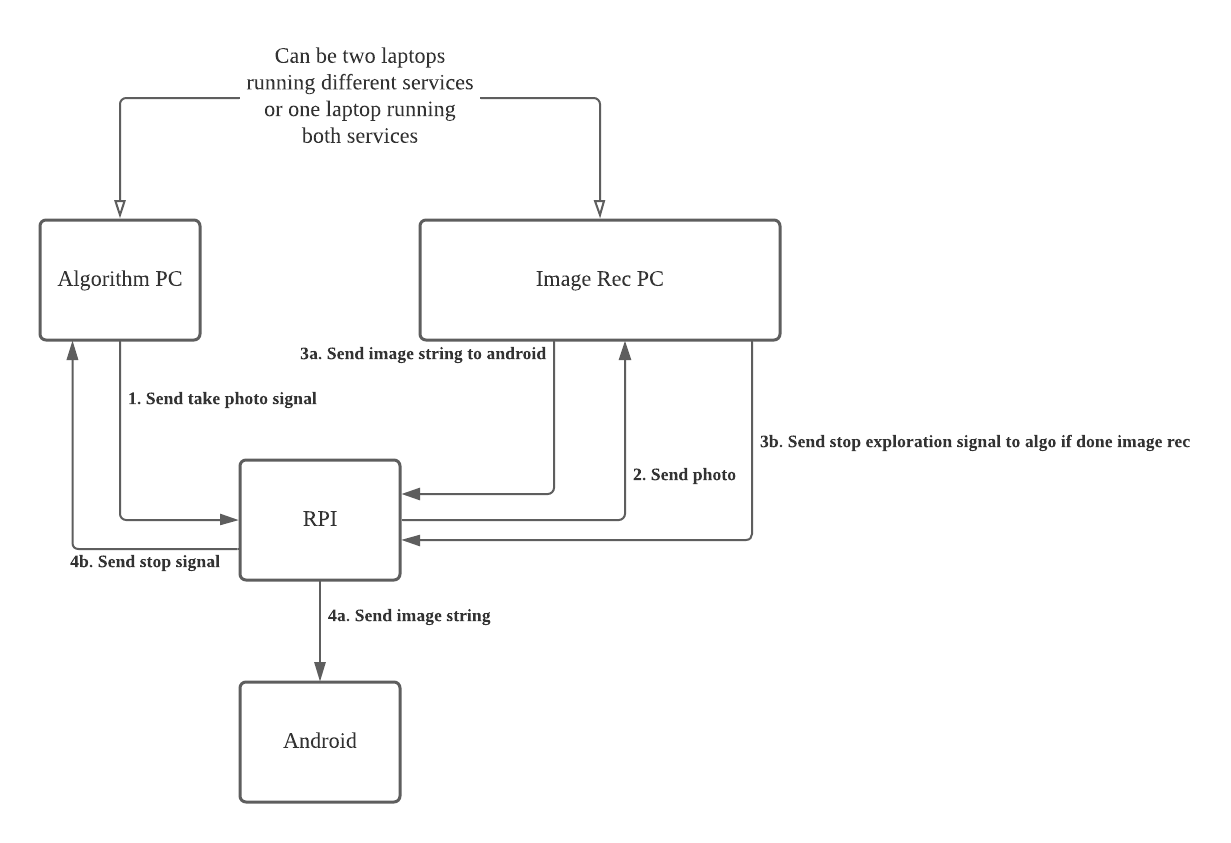 Can be two laptops
running different services
or one laptop running
both services
Algorithm PC
Image Rec PC
3a. Send image string to android
1. Send take photo signal
3b. Send stop exploration signal to algo if done image rec
2. Send photo
RPI
4b. Send stop signal
4a. Send image string
Android